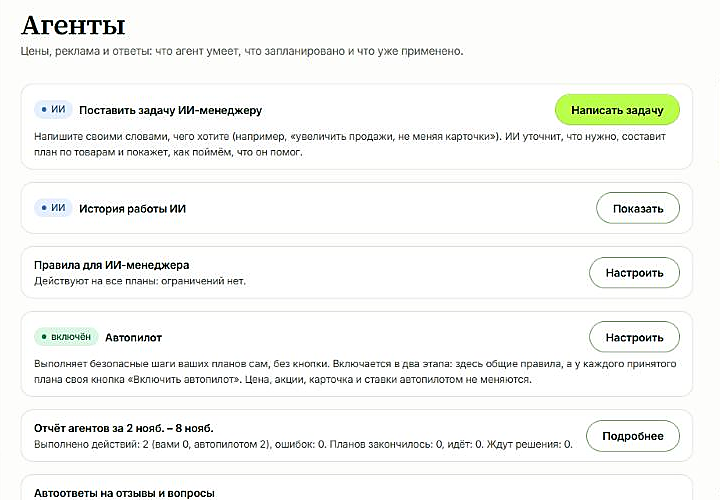 Агенты
Цены, реклама и ответы: что агент умеет, что запланировано и что уже применено.
ИИ Поставить задачу ИИ-менеджеру
Написать задачу
Напишите своими словами, чего хотите (например, «увеличить продажи, не меняя карточки»). ИИ уточнит, что нужно, составит
план по товарам и покажет, как поймём, что он помог.
ИИ История работы ИИ
Показать
Правила для ИИ-менеджера
Действуют на все планы: ограничений нет.
Настроить
включён Автопилот
Настроить
Выполняет безопасные шаги ваших планов сам, без кнопки. Включается в два этапа: здесь общие правила, а у каждого принятого
плана своя кнопка «Включить автопилот». Цена, акции, карточка и ставки автопилотом не меняются.
Отчёт агентов за 2 нояб. – 8 нояб.
Выполнено действий: 2 (вами 0, автопилотом 2), ошибок: 0. Планов закончилось: 0, идёт: 0. Ждут решения: 0.
Подробнее
Автоответы на отзывы и вопросы